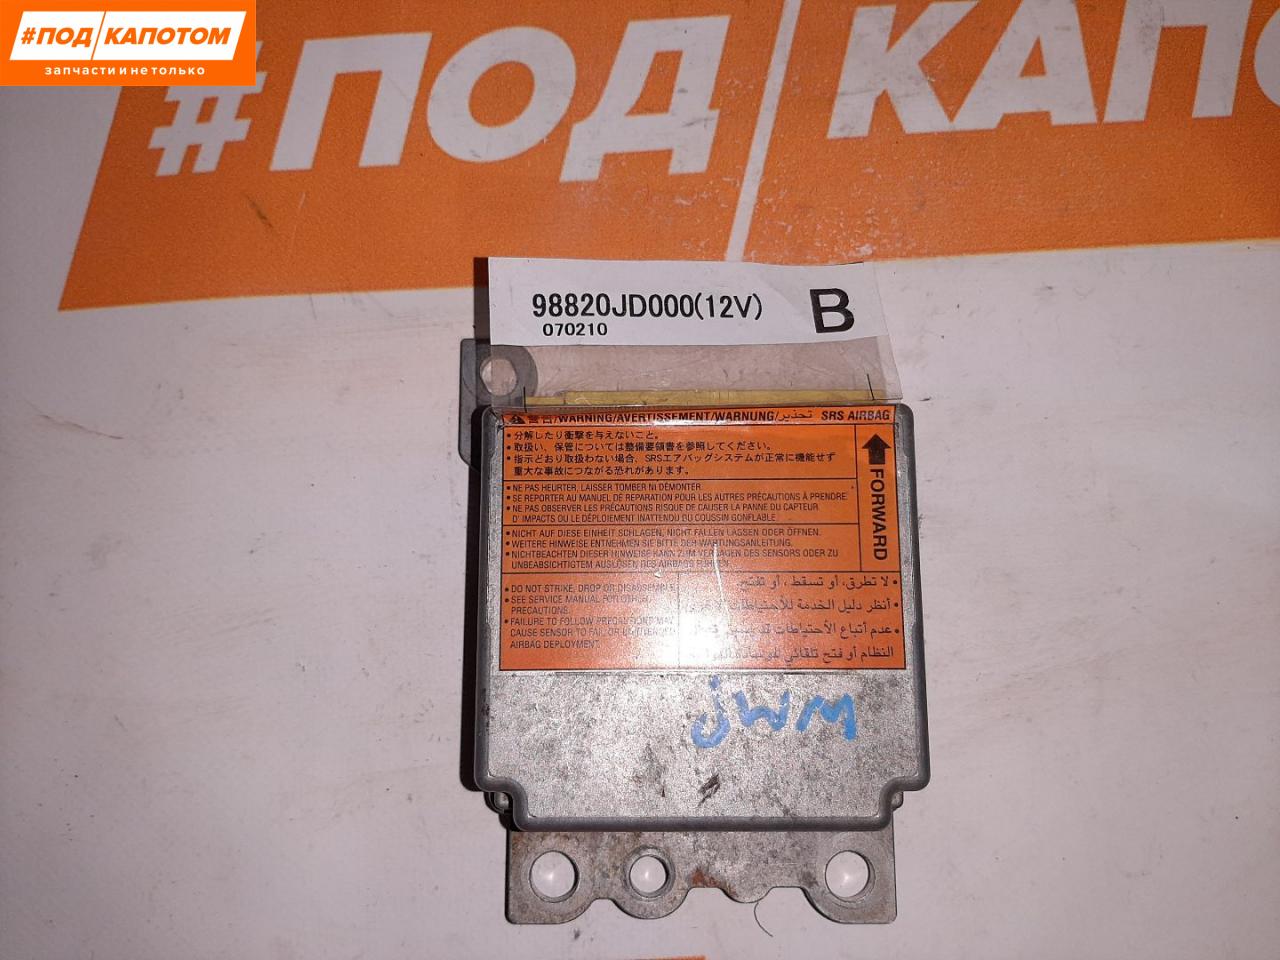 #ПОД КАПОТОМ
запчасти и не только
#ПОД КАПО
98820JD000(12V)
070210
B
警告/WARNING/AVERTISSEMENT/WARNUNG/تحذير SRS AIRBAG
• 分解したり衝撃を与えないこと。
• 取扱い、保管については整備要領書を参照してください。
• 指示どおり取扱わない場合、SRSエアバッグシステムが正常に機能せず
重大な事故につながる恐れがあります。
FORWARD
• NE PAS HEURTER, LAISSER TOMBER NI DÉMONTER.
• SE REPORTER AU MANUEL DE REPARATION POUR LES AUTRES PRÉCAUTIONS À PRENDRE.
• NE PAS OBSERVER LES PRÉCAUTIONS RISQUE DE CAUSER LA PANNE DU CAPTEUR
D' IMPACTS OU LE DÉPLOIEMENT INATTENDU DU COUSSIN GONFLABLE.
• NICHT AUF DIESE EINHEIT SCHLAGEN, NICHT FALLEN LASSEN ODER ÖFFNEN.
• WEITERE HINWEISE ENTNEHMEN SIE BITTE DER WARTUNGSANLEITUNG.
• NICHTBEACHTEN DIESER HINWEISE KANN ZUM VERSAGEN DES SENSORS ODER ZU
UNBEABSICHTIGTEM AUSLÖSEN DES AIRBAGS FÜHREN.
• DO NOT STRIKE, DROP OR DISASSEMBLE.
• SEE SERVICE MANUAL FOR OTHER
PRECAUTIONS.
• FAILURE TO FOLLOW PRECAUTIONS MAY
CAUSE SENSOR TO FAIL OR UNINTENDED
AIRBAG DEPLOYMENT.
• لا تطرق، أو تسقط، أو تفتح.
• أنظر دليل الخدمة للأحتياطات
• عدم أتباع الأحتياطات قد
النظام أو فتح تلقائي
JWM